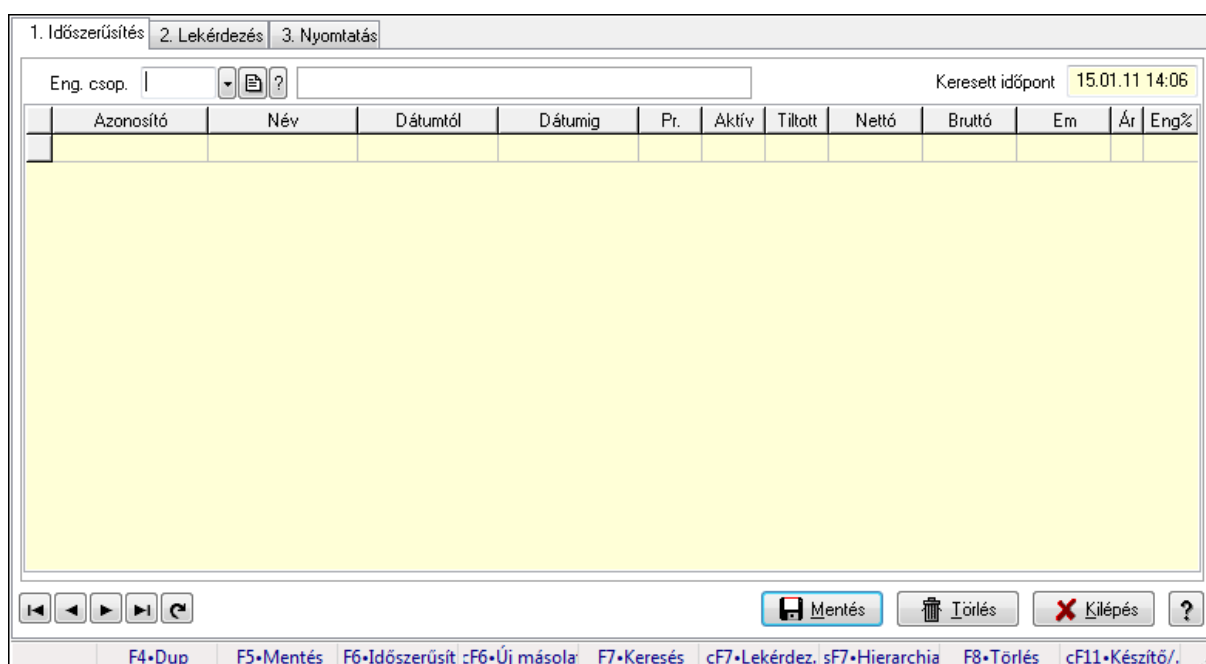 1. Időszerűsítés 2. Lekérdezés 3. Nyomtatás
Eng. csop. ? Keresett időpont 15.01.11 14:06
Azonosító Név Dátumtól Dátumig Pr. Aktív Tiltott Nettó Bruttó Em Ár Eng%
Mentés Törlés Kilépés ?
F4•Dup F5•Mentés F6•Időszerűsít cF6•Új másola F7•Keresés cF7•Lekérdez. sF7•Hierarchia F8•Törlés cF11•Készítő/.